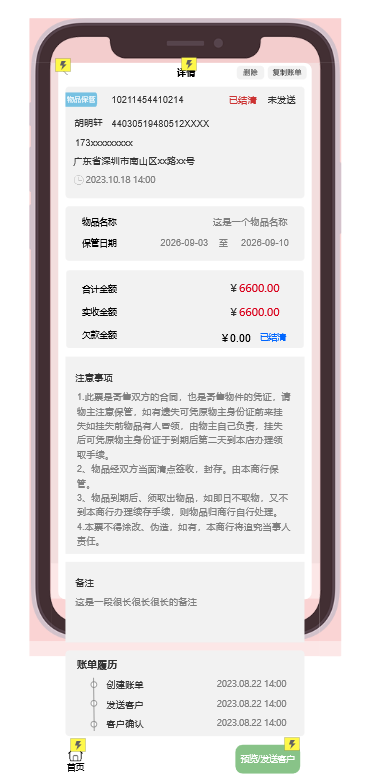 详情
删除
复制账单
物品保管 10211454410214 已结清 未发送
胡明轩 44030519480512XXXX
173xxxxxxxxx
广东省深圳市南山区xx路xx号
2023.10.18 14:00
物品名称 这是一个物品名称
保管日期 2026-09-03 至 2026-09-10
合计金额 ￥6600.00
实收金额 ￥6600.00
欠款金额 ￥0.00 已结清
注意事项
1.此票是寄售双方的合同，也是寄售物件的凭证，请
物主注意保管，如有遗失可凭原物主身份证前来挂
失如挂失前物品有人冒领，由物主自己负责，挂失
后可凭原物主身份证于到期后第二天到本店办理领
取手续。
2、物品经双方当面清点签收，封存。由本商行保
管。
3、物品到期后、须取出物品，如即日不取物，又不
到本商行办理续存手续，则物品归商行自行处理。
4.本票不得涂改、伪造，如有，本商行将追究当事人
责任。
备注
这是一段很长很长很长的备注
账单履历
创建账单 2023.08.22 14:00
发送客户 2023.08.22 14:00
客户确认 2023.08.22 14:00
首页
预览/发送客户